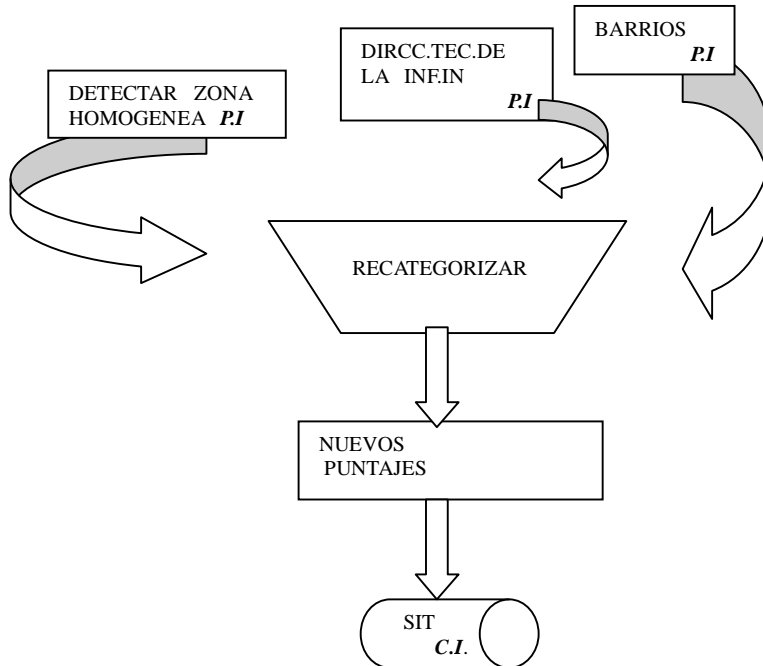 DETECTAR ZONA
HOMOGENEA P.I
DIRCC.TEC.DE
LA INF.IN
P.I
BARRIOS
P.I
RECATEGORIZAR
NUEVOS
PUNTAJES
SIT
C.I.